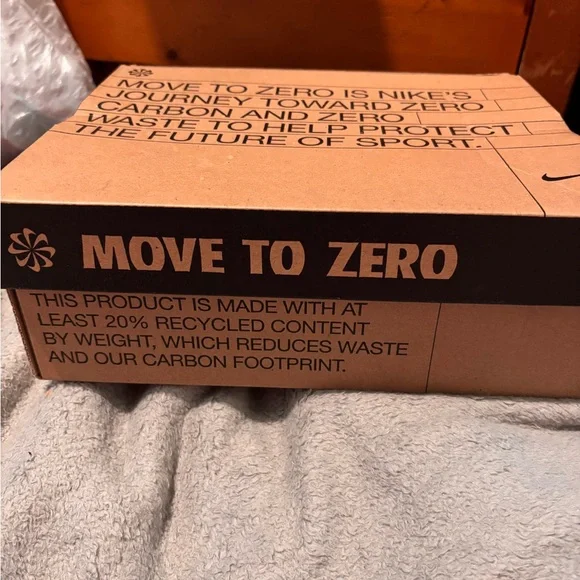 MOVE TO ZERO IS NIKE'S
JOURNEY TOWARD ZERO
CARBON AND ZERO
WASTE TO HELP PROTECT
THE FUTURE OF SPORT.
MOVE TO ZERO
THIS PRODUCT IS MADE WITH AT
LEAST 20% RECYCLED CONTENT
BY WEIGHT, WHICH REDUCES WASTE
AND OUR CARBON FOOTPRINT.